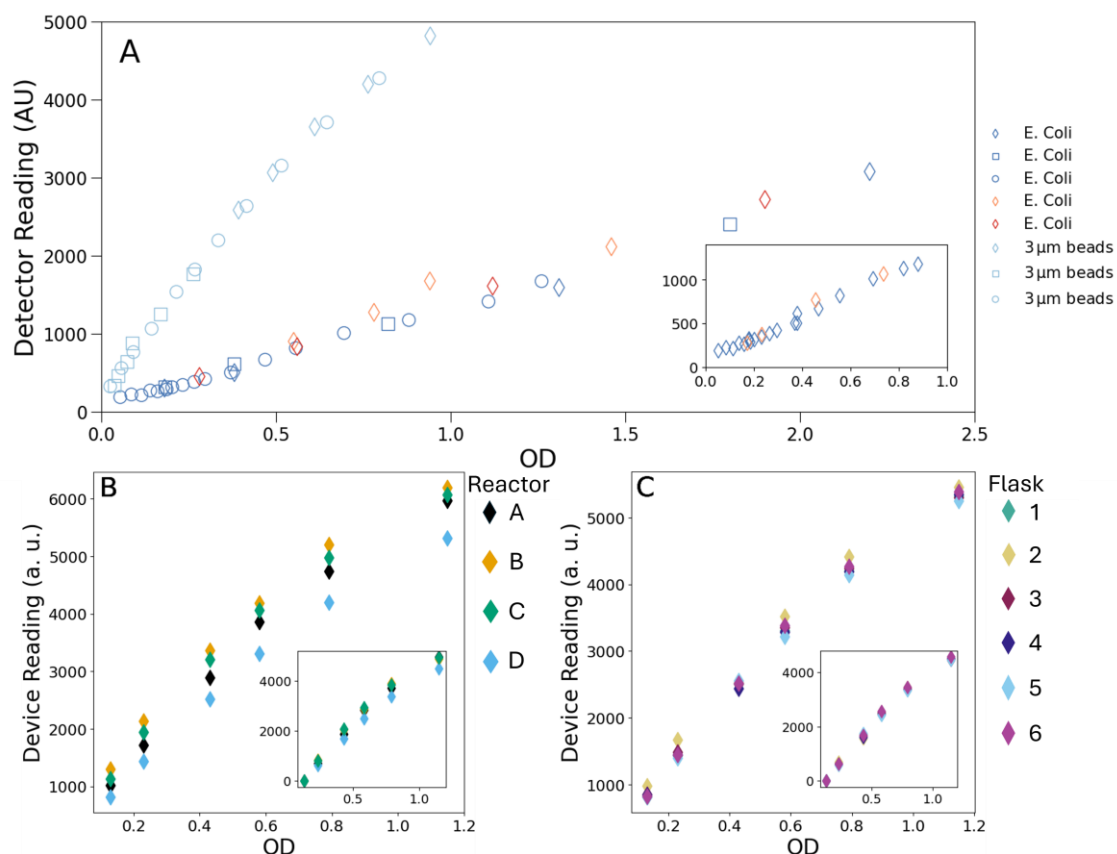 A
Detector Reading (AU)
5000
4000
3000
2000
1000
0
0.0
0.5
1.0
1.5
2.0
2.5
OD
1000
500
0
0.0
0.2
0.4
0.6
0.8
1.0
E. Coli
E. Coli
E. Coli
E. Coli
E. Coli
3 μm beads
3 μm beads
3 μm beads
B
Device Reading (a. u.)
6000
5000
4000
3000
2000
1000
0.2
0.4
0.6
0.8
1.0
1.2
OD
4000
2000
0
0.5
1.0
Reactor
A
B
C
D
C
Device Reading (a. u.)
5000
4000
3000
2000
1000
0.2
0.4
0.6
0.8
1.0
1.2
OD
4000
2000
0
0.5
1.0
Flask
1
2
3
4
5
6